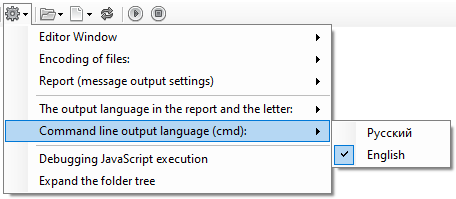 Editor Window
Encoding of files:
Report (message output settings)
The output language in the report and the letter:
Command line output language (cmd):
Русский
English
Debugging JavaScript execution
Expand the folder tree